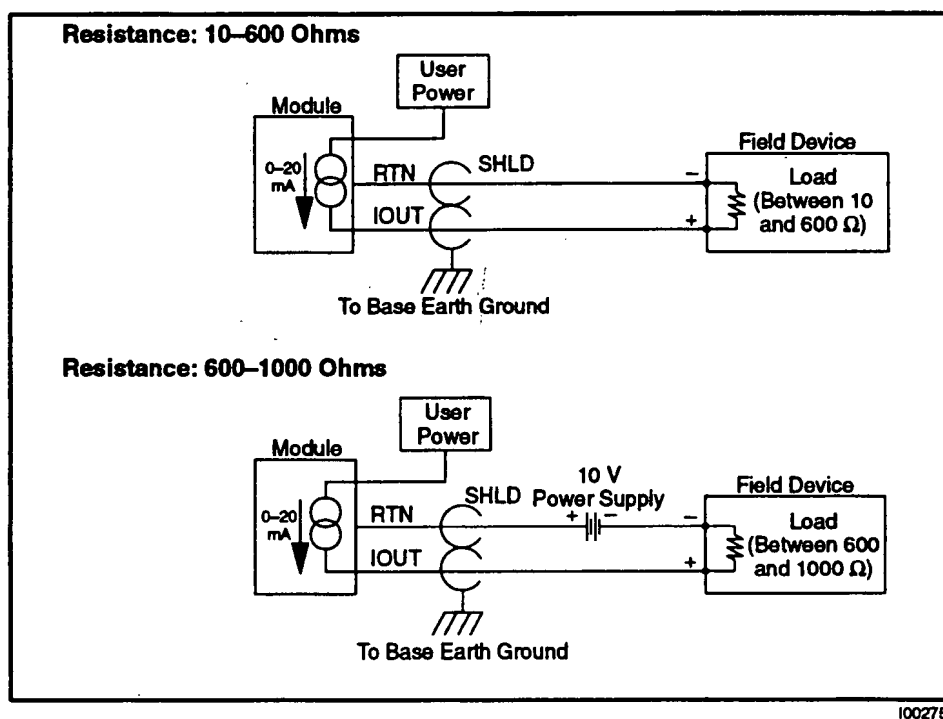 Resistance: 10–600 Ohms
User
Power
Module
0–20
mA
RTN
SHLD
IOUT
Field Device
–
Load
(Between 10
and 600 Ω)
+
To Base Earth Ground
Resistance: 600–1000 Ohms
User
Power
Module
0–20
mA
RTN
SHLD
IOUT
10 V
Power Supply
+ –
Field Device
–
Load
(Between 600
and 1000 Ω)
+
To Base Earth Ground